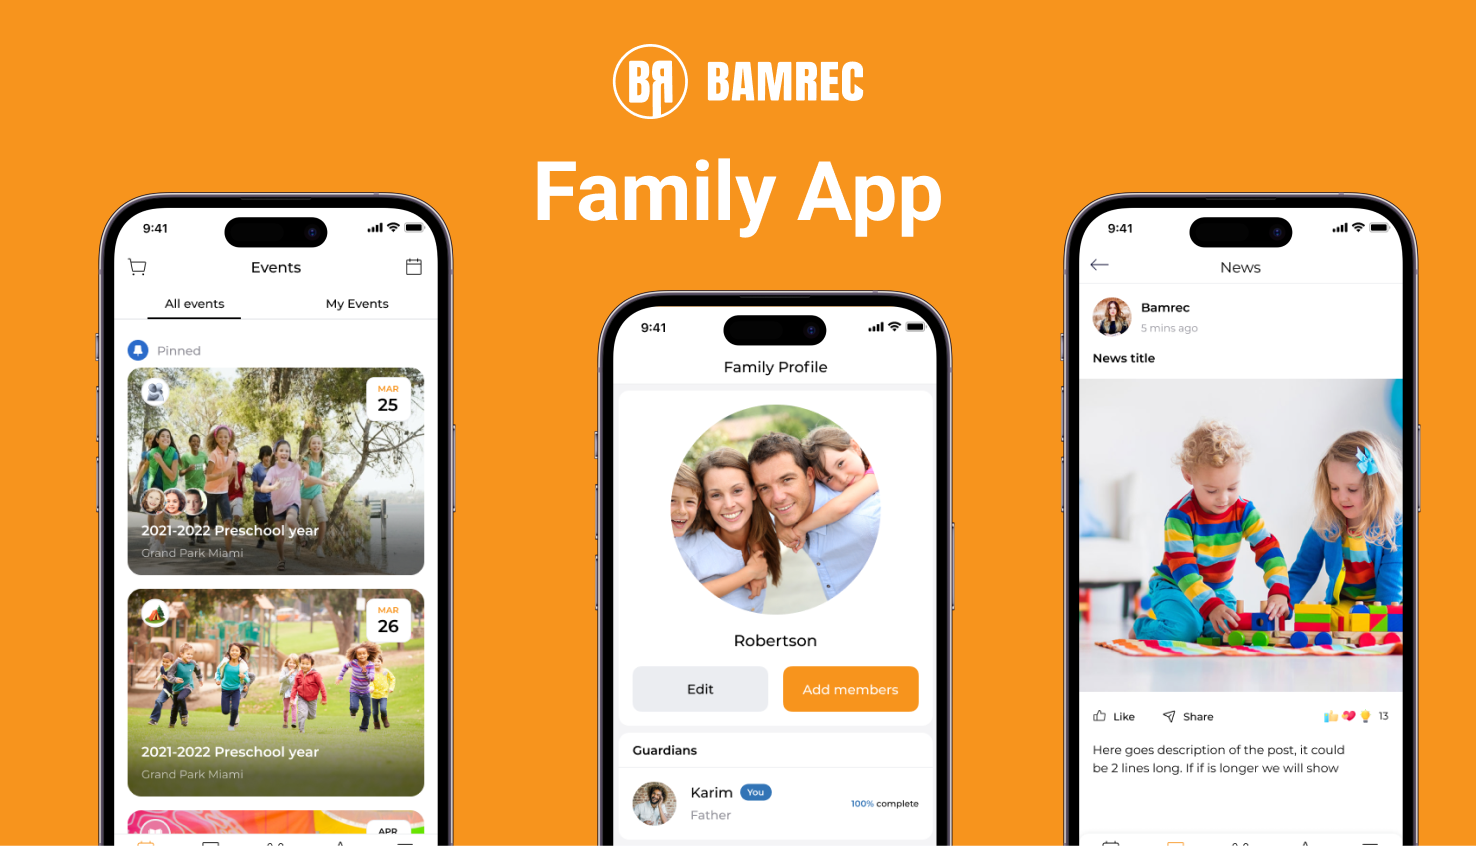 BR BAMREC
Family App
9:41
Events
All events
My Events
Pinned
MAR
25
2021-2022 Preschool year
Grand Park Miami
MAR
26
2021-2022 Preschool year
Grand Park Miami
APR
9:41
Family Profile
Robertson
Edit
Add members
Guardians
Karim You
Father
100% complete
9:41
News
Bamrec
5 mins ago
News title
Like
Share
13
Here goes description of the post, it could
be 2 lines long. If if is longer we will show